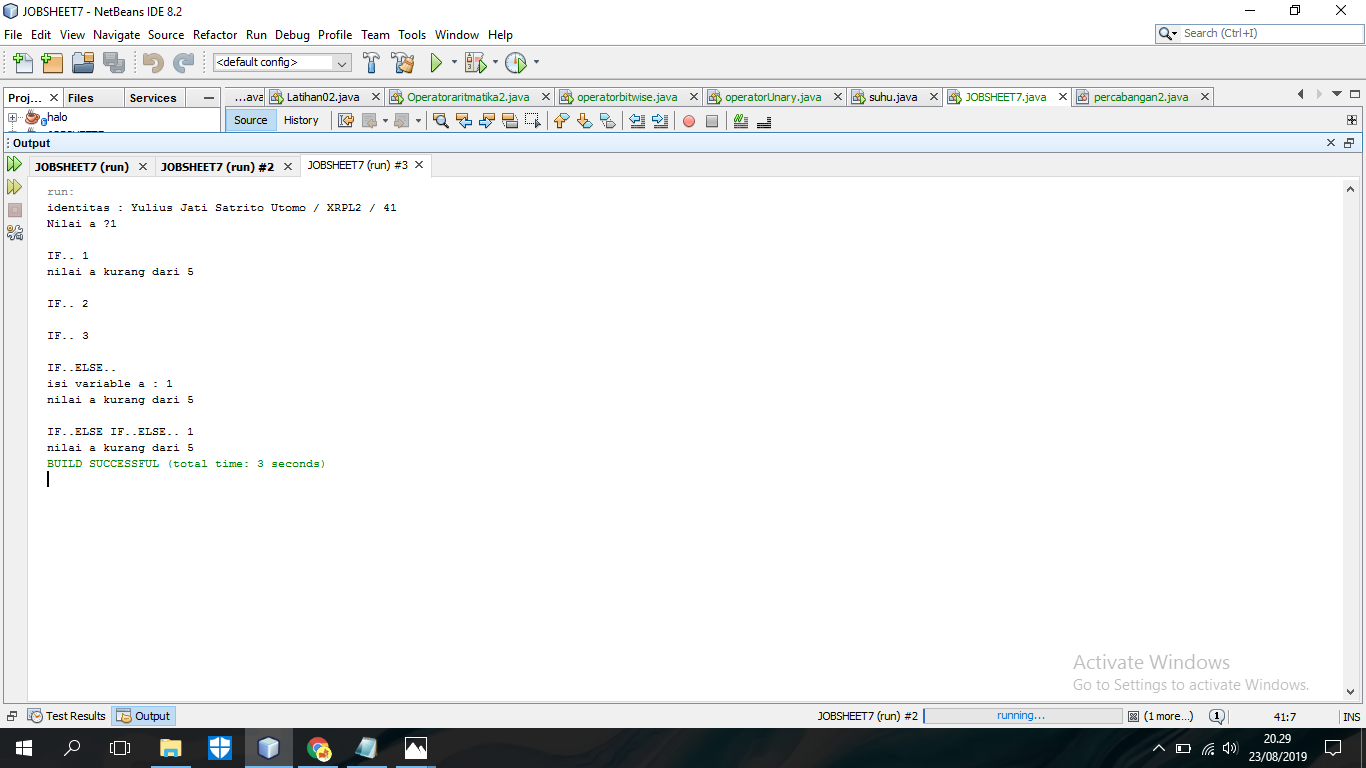 JOBSHEET7 - NetBeans IDE 8.2
File Edit View Navigate Source Refactor Run Debug Profile Team Tools Window Help
Search (Ctrl+I)
<default config>
Proj... Files Services
...ava Latihan02.java Operatoraritmatika2.java operatorbitwise.java operatorUnary.java suhu.java JOBSHEET7.java percabangan2.java
halo
Source History
Output
JOBSHEET7 (run) JOBSHEET7 (run) #2 JOBSHEET7 (run) #3
run:
identitas : Yulius Jati Satrito Utomo / XRPL2 / 41
Nilai a ?1
IF.. 1
nilai a kurang dari 5
IF.. 2
IF.. 3
IF..ELSE..
isi variable a : 1
nilai a kurang dari 5
IF..ELSE IF..ELSE.. 1
nilai a kurang dari 5
BUILD SUCCESSFUL (total time: 3 seconds)
Activate Windows
Go to Settings to activate Windows.
Test Results Output JOBSHEET7 (run) #2 running... (1 more...) 1 41:7 INS
20.29
23/08/2019